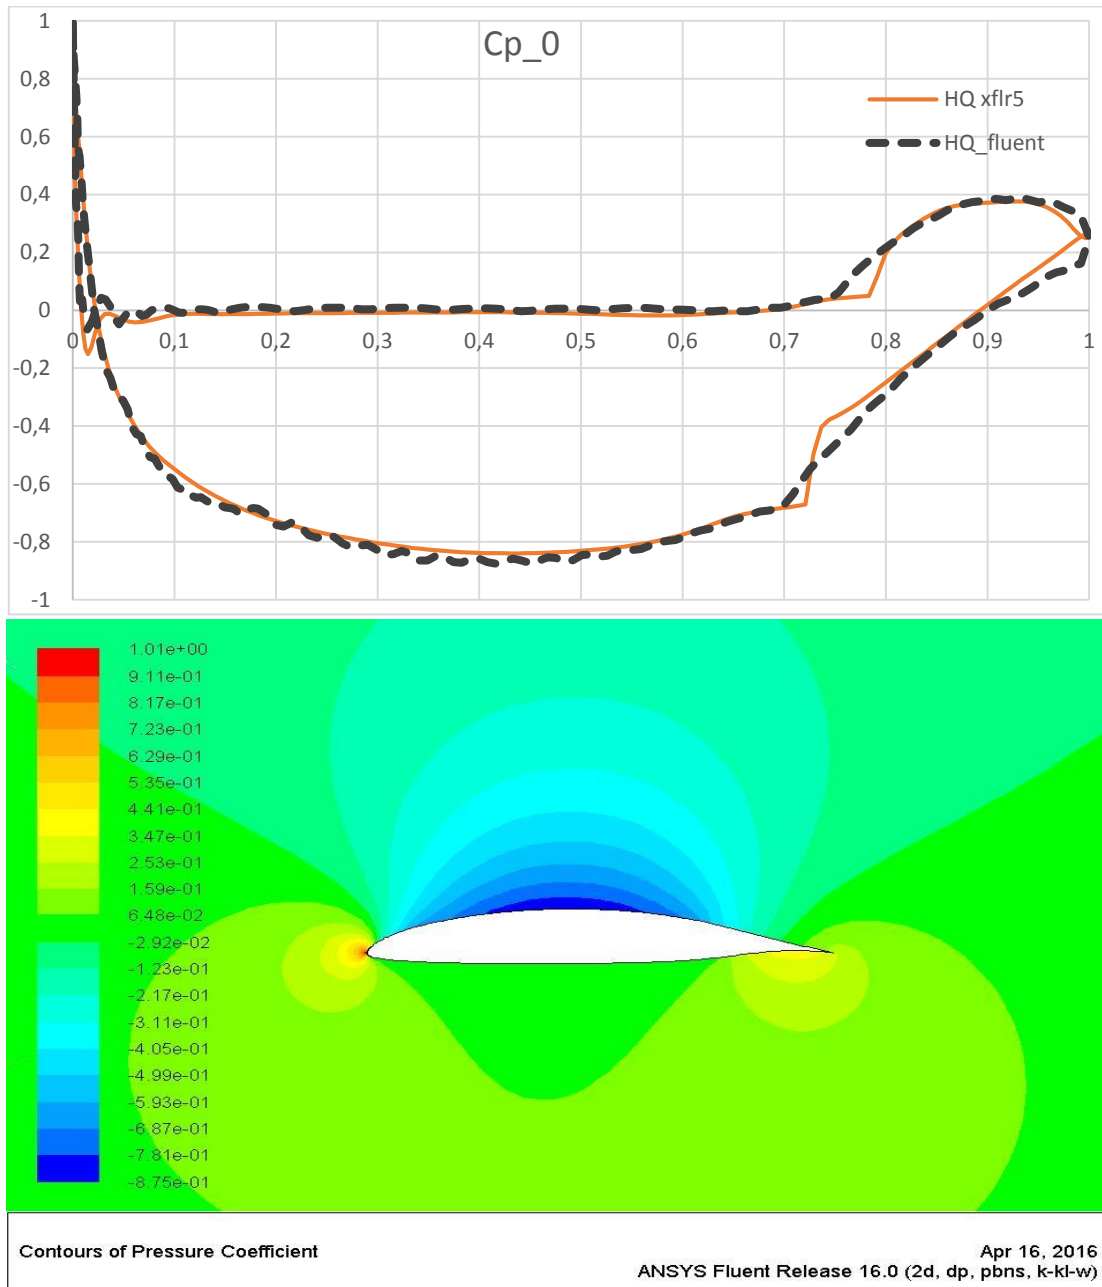 Cp_0
1
0,8
0,6
0,4
0,2
0
-0,2
-0,4
-0,6
-0,8
-1
HQ xflr5
HQ_fluent
0 0,1 0,2 0,3 0,4 0,5 0,6 0,7 0,8 0,9 1
1.01e+00
9.11e-01
8.17e-01
7.23e-01
6.29e-01
5.35e-01
4.41e-01
3.47e-01
2.53e-01
1.59e-01
6.48e-02
-2.92e-02
-1.23e-01
-2.17e-01
-3.11e-01
-4.05e-01
-4.99e-01
-5.93e-01
-6.87e-01
-7.81e-01
-8.75e-01
Contours of Pressure Coefficient
Apr 16, 2016
ANSYS Fluent Release 16.0 (2d, dp, pbns, k-kl-w)